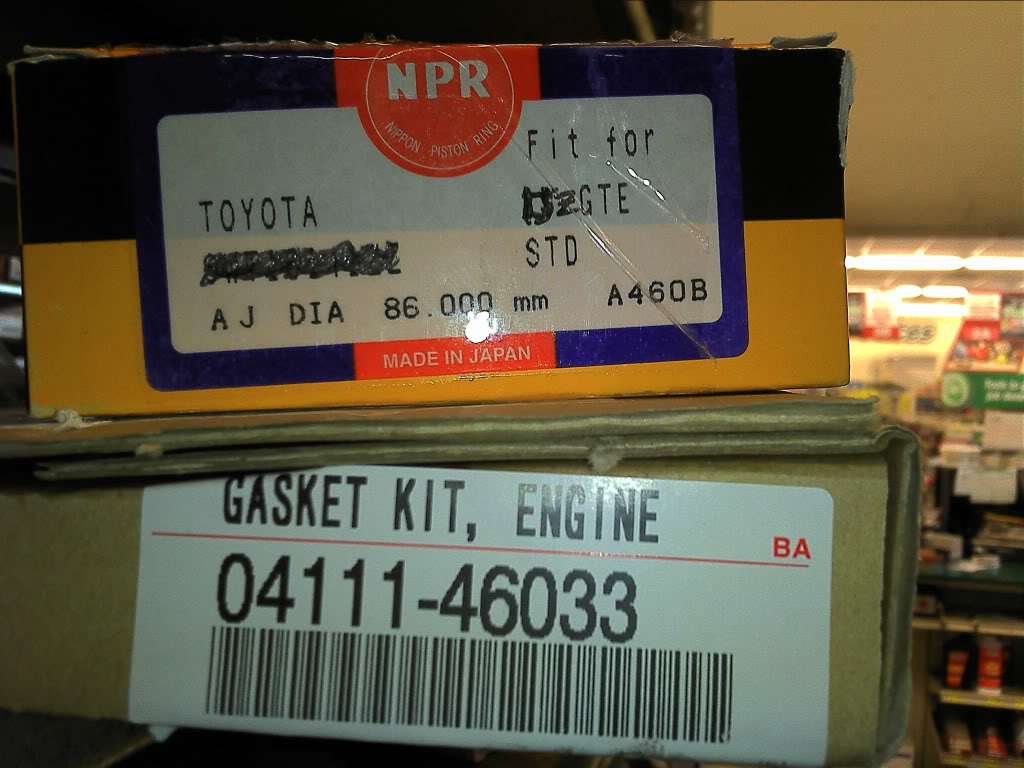 NPR
NIPPON PISTON RING
Fit for
TOYOTA
GTE
STD
AJ DIA 86.000 mm A460B
MADE IN JAPAN
GASKET KIT, ENGINE
BA
04111-46033